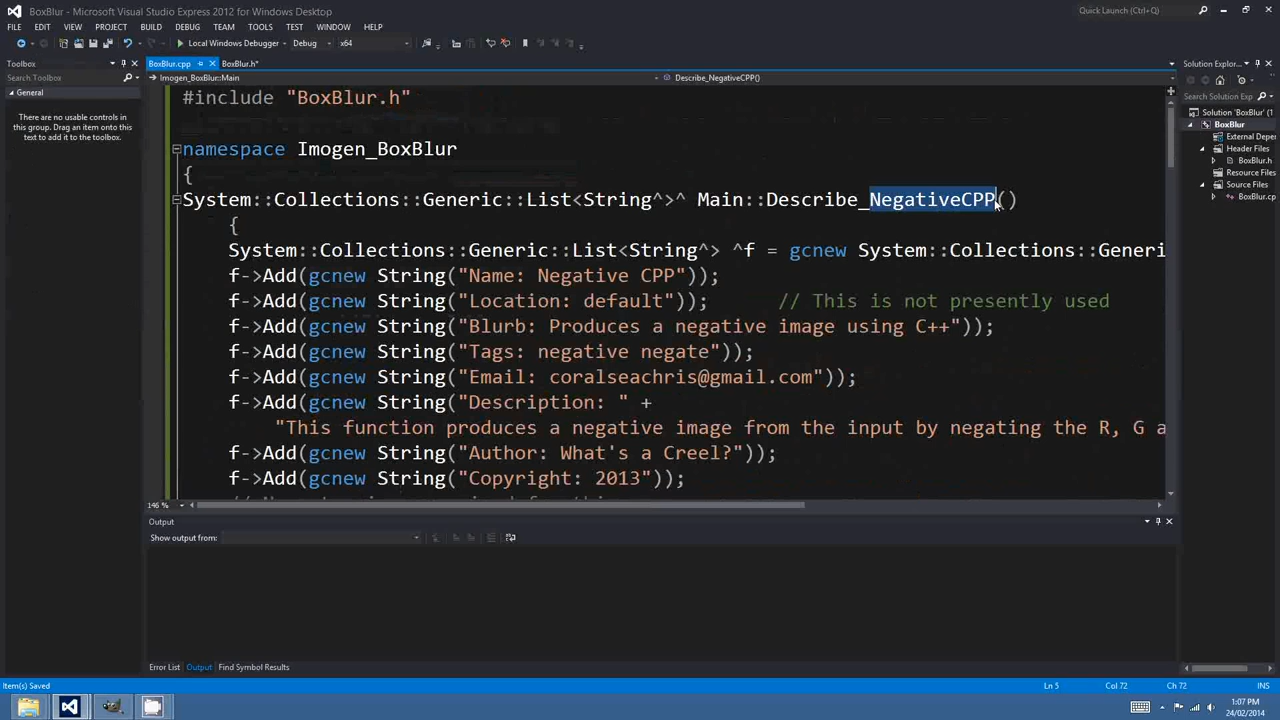 BoxBlur - Microsoft Visual Studio Express 2012 for Windows Desktop
Quick Launch (Ctrl+Q)
FILE EDIT VIEW PROJECT BUILD DEBUG TEAM TOOLS TEST WINDOW HELP
Local Windows Debugger Debug x64
Toolbox
BoxBlur.cpp BoxBlur.h*
Solution Explor...
Search Toolbox
Imogen_BoxBlur::Main
Describe_NegativeCPP()
General
There are no usable controls in
this group. Drag an item onto this
text to add it to the toolbox.
Search Solution Exp
Solution 'BoxBlur' (1
BoxBlur
External Depe
Header Files
BoxBlur.h
Resource Files
Source Files
BoxBlur.cp
#include "BoxBlur.h"
namespace Imogen_BoxBlur
{
System::Collections::Generic::List<String^>^ Main::Describe_NegativeCPP()
{
System::Collections::Generic::List<String^> ^f = gcnew System::Collections::Generi
f->Add(gcnew String("Name: Negative CPP"));
f->Add(gcnew String("Location: default")); // This is not presently used
f->Add(gcnew String("Blurb: Produces a negative image using C++"));
f->Add(gcnew String("Tags: negative negate"));
f->Add(gcnew String("Email: coralseachris@gmail.com"));
f->Add(gcnew String("Description: " +
"This function produces a negative image from the input by negating the R, G a
f->Add(gcnew String("Author: What's a Creel?"));
f->Add(gcnew String("Copyright: 2013"));
146 %
Output
Show output from:
Error List Output Find Symbol Results
Item(s) Saved
Ln 5 Col 72 Ch 72 INS
1:07 PM
24/02/2014